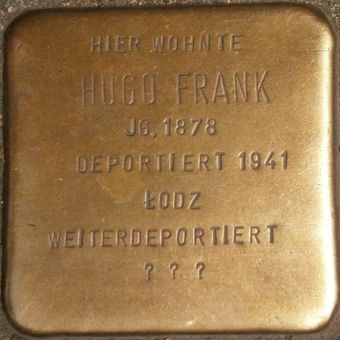 HIER WOHNTE
HUGO FRANK
JG. 1878
DEPORTIERT 1941
ŁODZ
WEITERDEPORTIERT
? ? ?